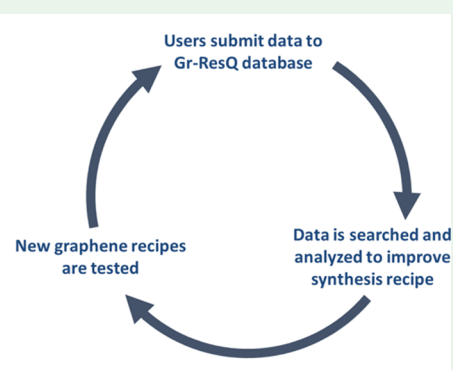 Users submit data to
Gr-ResQ database
Data is searched and
analyzed to improve
synthesis recipe
New graphene recipes
are tested